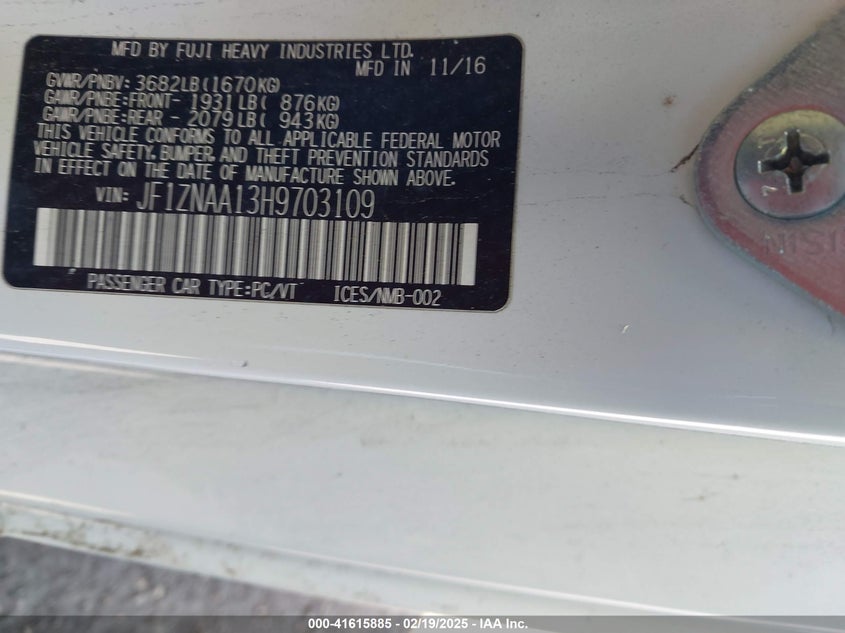 MFD BY FUJI HEAVY INDUSTRIES LTD.
MFD IN 11/16
GVWR/PNBV: 3682LB(1670KG)
GAWR/PNBE:FRONT- 1931LB( 876KG)
GAWR/PNBE:REAR - 2079LB( 943KG)
THIS VEHICLE CONFORMS TO ALL APPLICABLE FEDERAL MOTOR
VEHICLE SAFETY, BUMPER, AND THEFT PREVENTION STANDARDS
IN EFFECT ON THE DATE OF MANUFACTURE SHOWN ABOVE.
VIN: JF1ZNAA13H9703109
PASSENGER CAR TYPE:PC/VT ICES/NMB-002
7
000-41615885 - 02/19/2025 - IAA Inc.